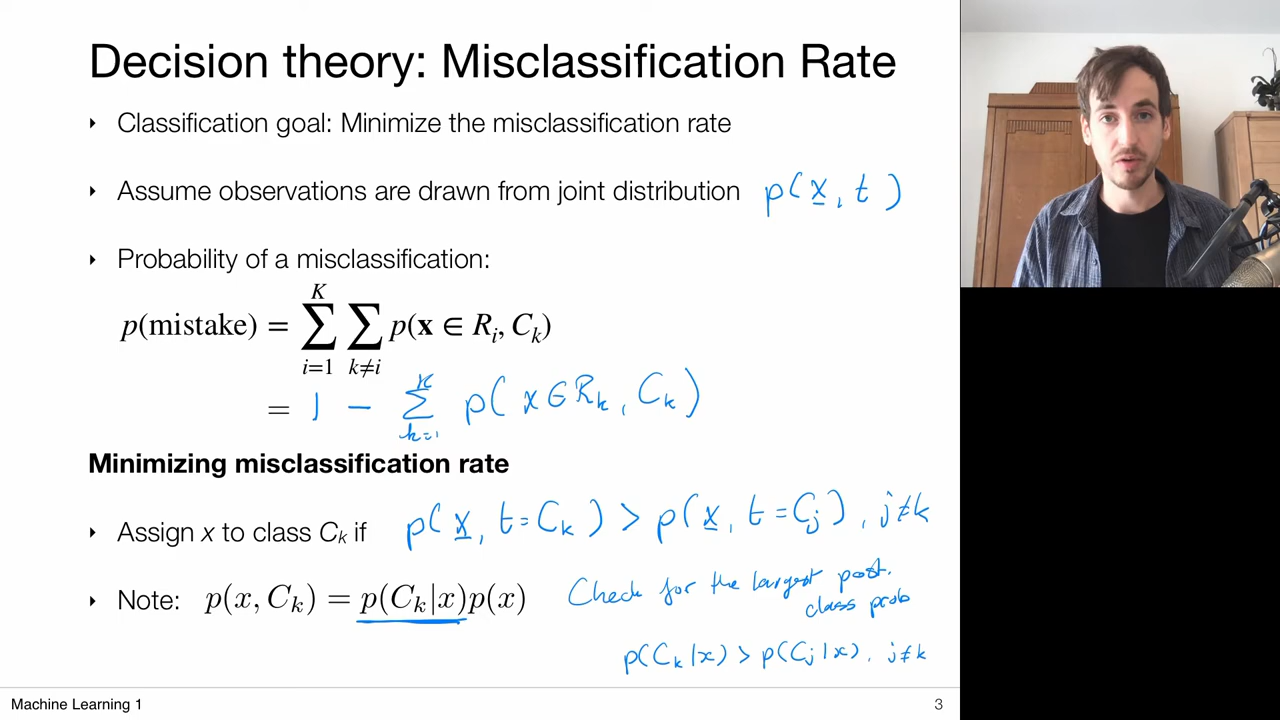 Decision theory: Misclassification Rate
‣ Classification goal: Minimize the misclassification rate
‣ Assume observations are drawn from joint distribution p(x, t)
‣ Probability of a misclassification:
p(mistake) = ∑_{i=1}^{K} ∑_{k≠i} p(x ∈ R_i, C_k)
= 1 − ∑_{k=1}^{K} p(x ∈ R_k, C_k)
Minimizing misclassification rate
‣ Assign x to class C_k if p(x, t = C_k) > p(x, t = C_j), j≠k
‣ Note: p(x, C_k) = p(C_k|x)p(x) Check for the largest post.
class prob
p(C_k|x) > p(C_j|x), j≠k
Machine Learning 1 3